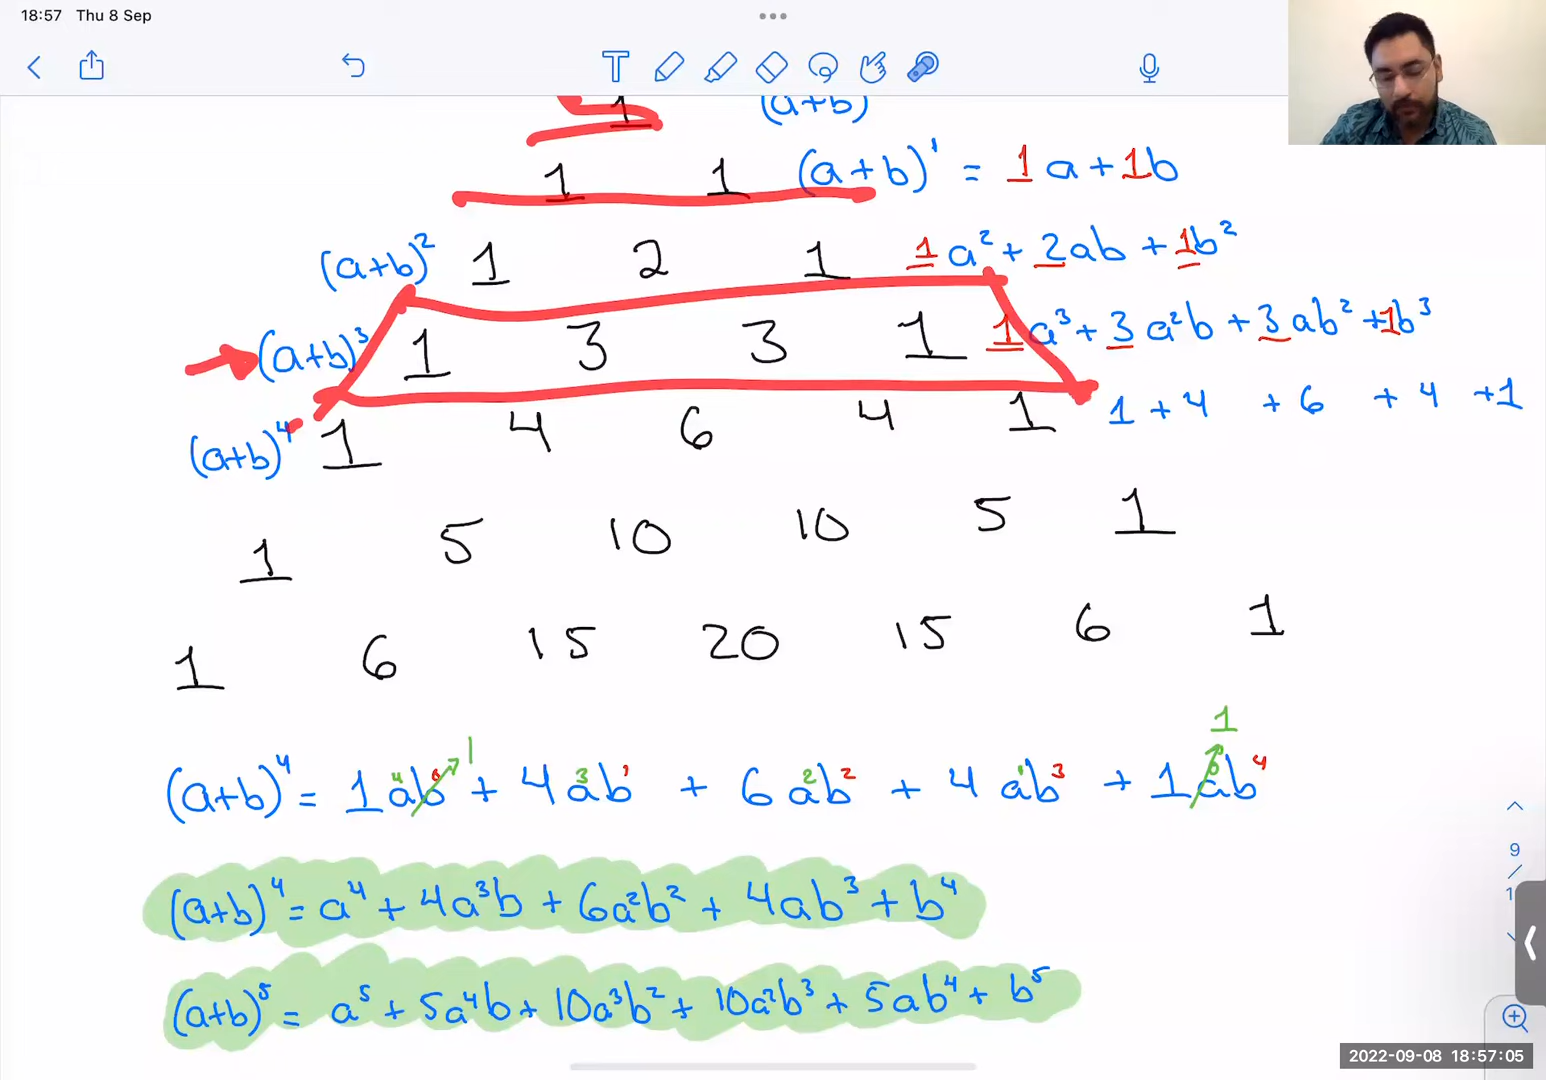 18:57 Thu 8 Sep
1 (a+b)
1 1 (a+b)¹ = 1a + 1b
(a+b)² 1 2 1 1a² + 2ab + 1b²
(a+b)³ 1 3 3 1 1a³ + 3a²b + 3ab² + 1b³
(a+b)⁴ 1 4 6 4 1 1 + 4 + 6 + 4 + 1
1 5 10 10 5 1
1 6 15 20 15 6 1
1 1
(a+b)⁴ = 1a⁴b⁰ + 4a³b¹ + 6a²b² + 4a¹b³ + 1a⁰b⁴
(a+b)⁴ = a⁴ + 4a³b + 6a²b² + 4ab³ + b⁴
(a+b)⁵ = a⁵ + 5a⁴b + 10a³b² + 10a²b³ + 5ab⁴ + b⁵
9
/
2022-09-08 18:57:05